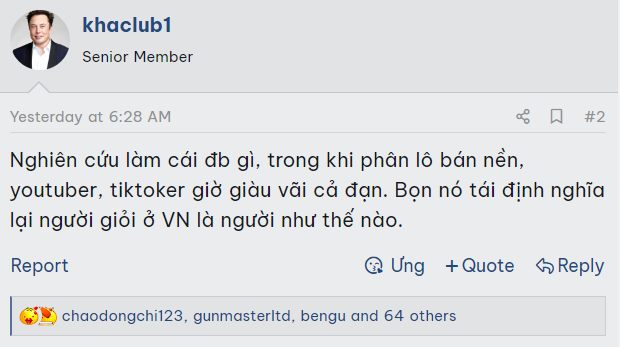 khaclub1
Senior Member
Yesterday at 6:28 AM
#2
Nghiên cứu làm cái đb gì, trong khi phân lô bán nền,
youtuber, tiktoker giờ giàu vãi cả đạn. Bọn nó tái định nghĩa
lại người giỏi ở VN là người như thế nào.
Report
Ưng
+Quote
Reply
chaodongchi123, gunmasterltd, bengu and 64 others